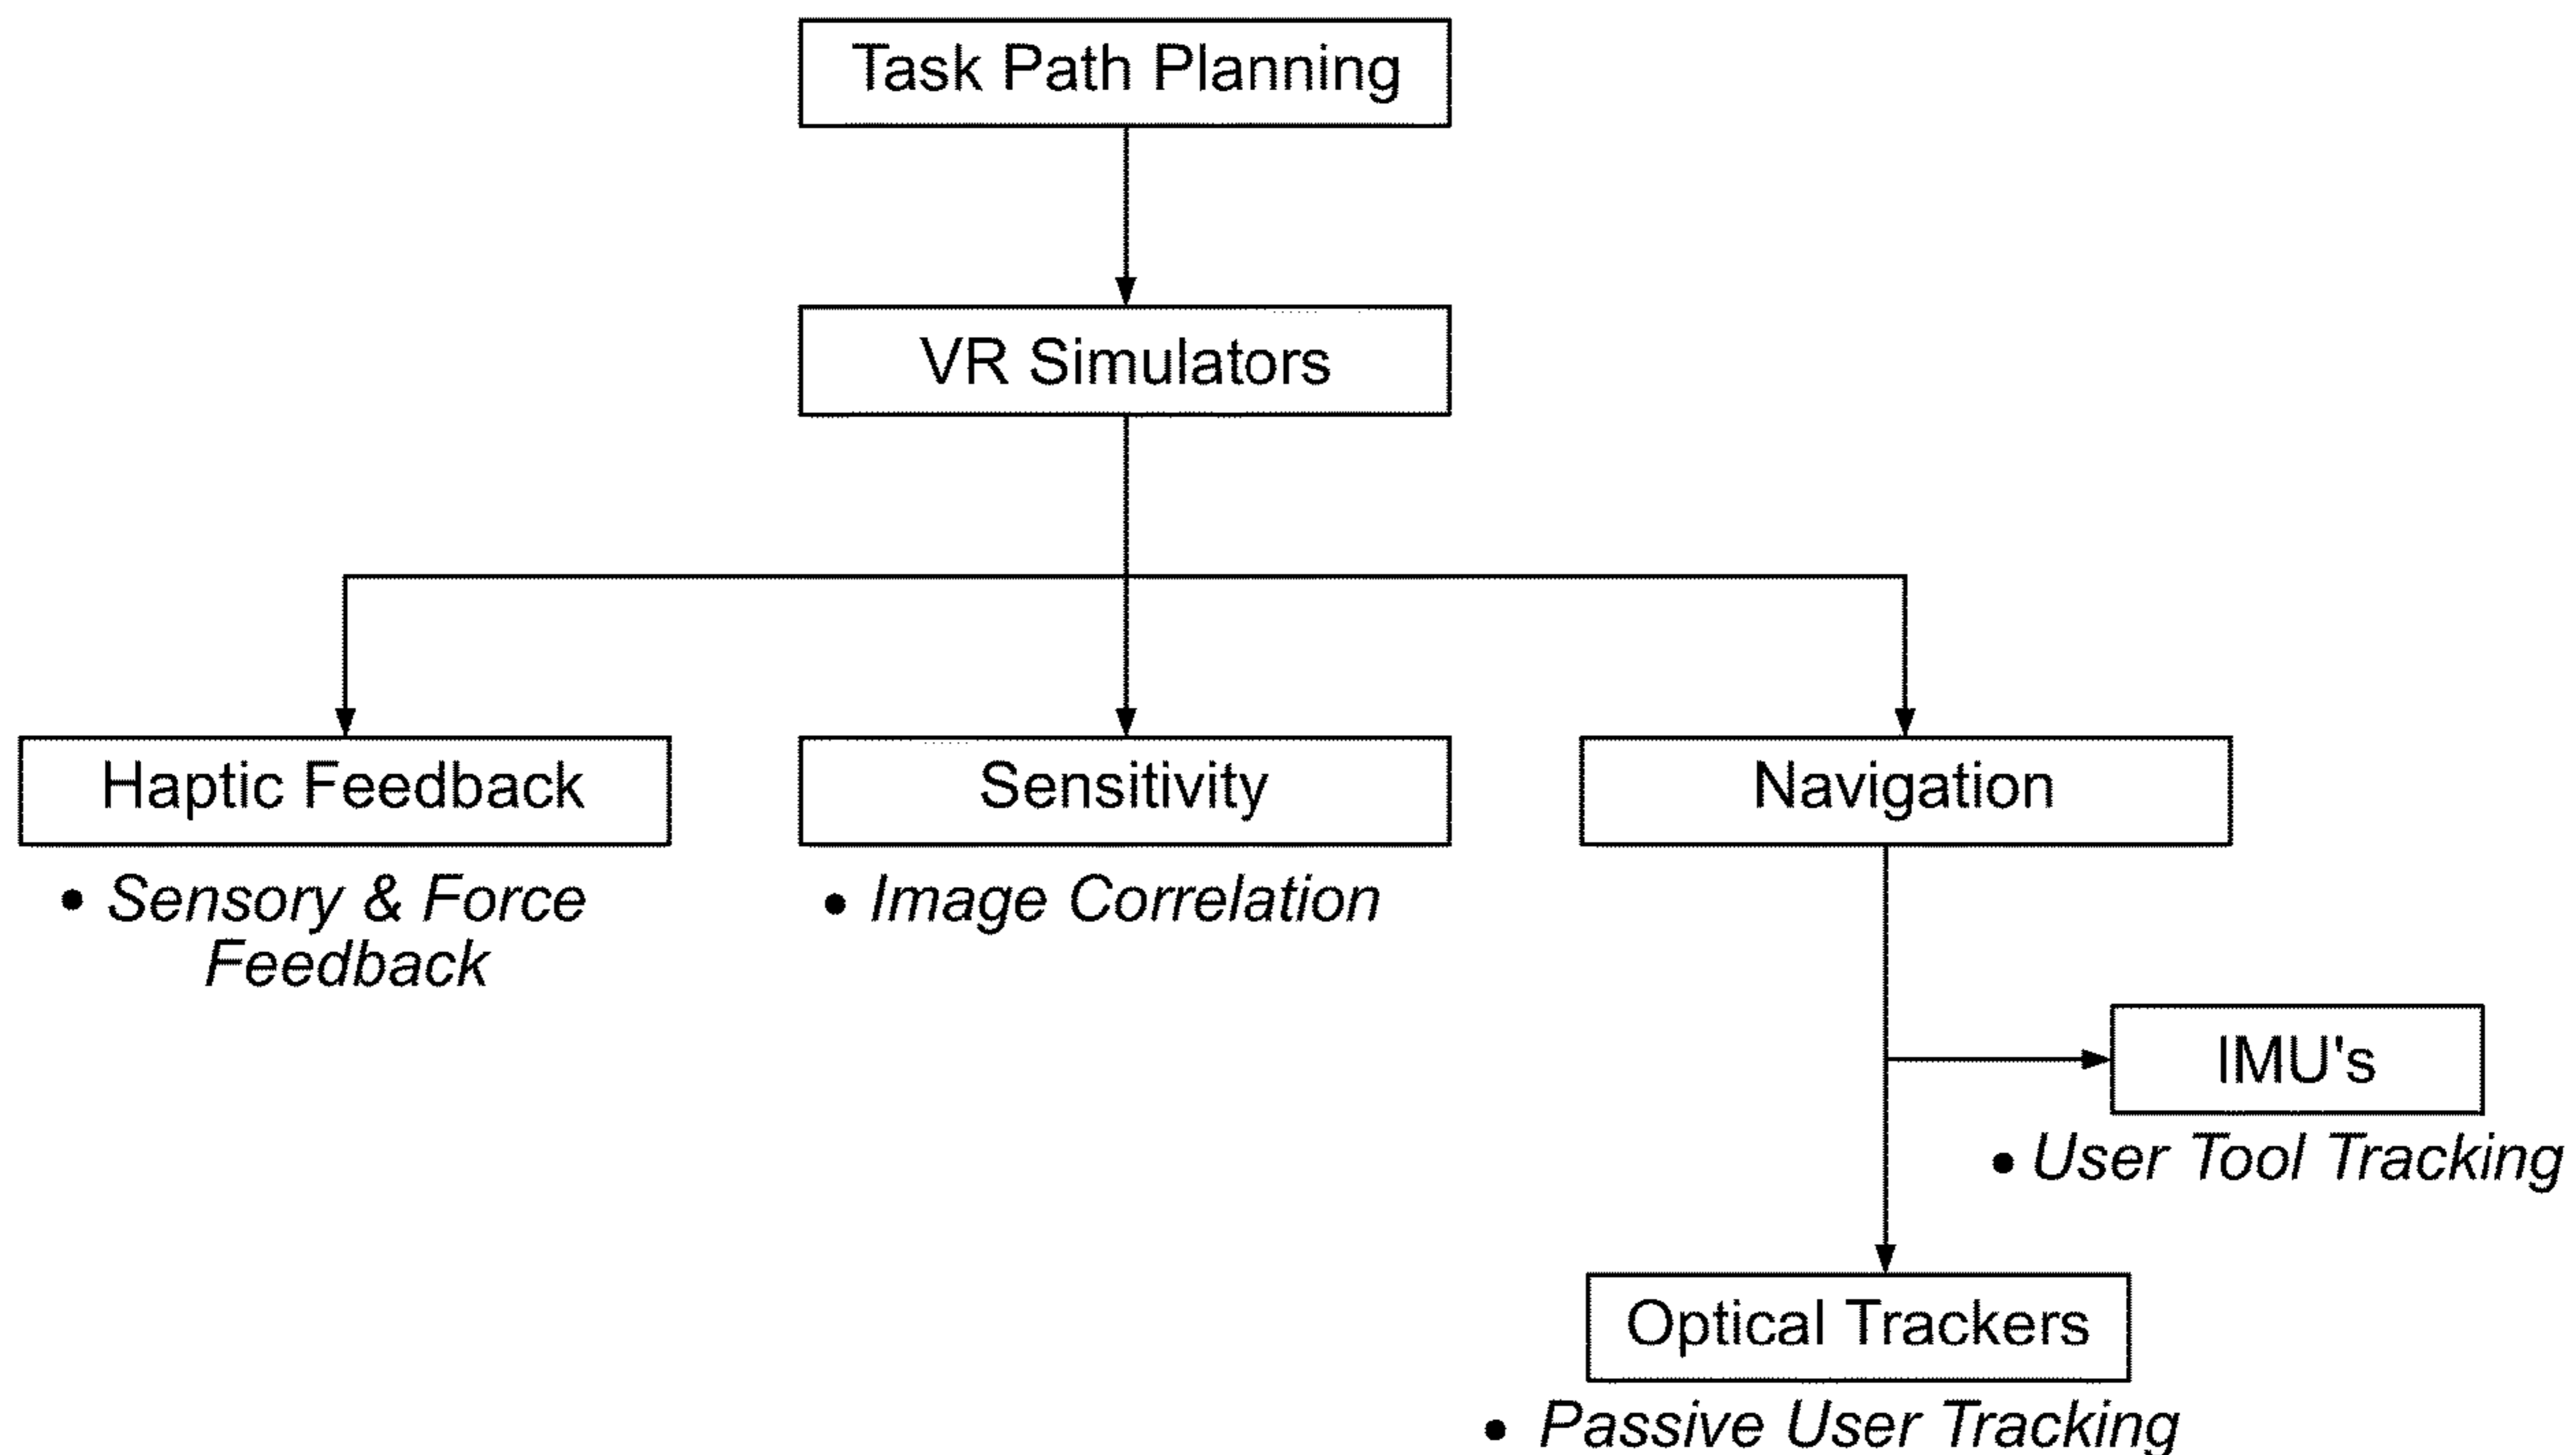 Task Path Planning
VR Simulators
Haptic Feedback
Sensitivity
Navigation
• Sensory & Force
Feedback
• Image Correlation
IMU's
• User Tool Tracking
Optical Trackers
• Passive User Tracking